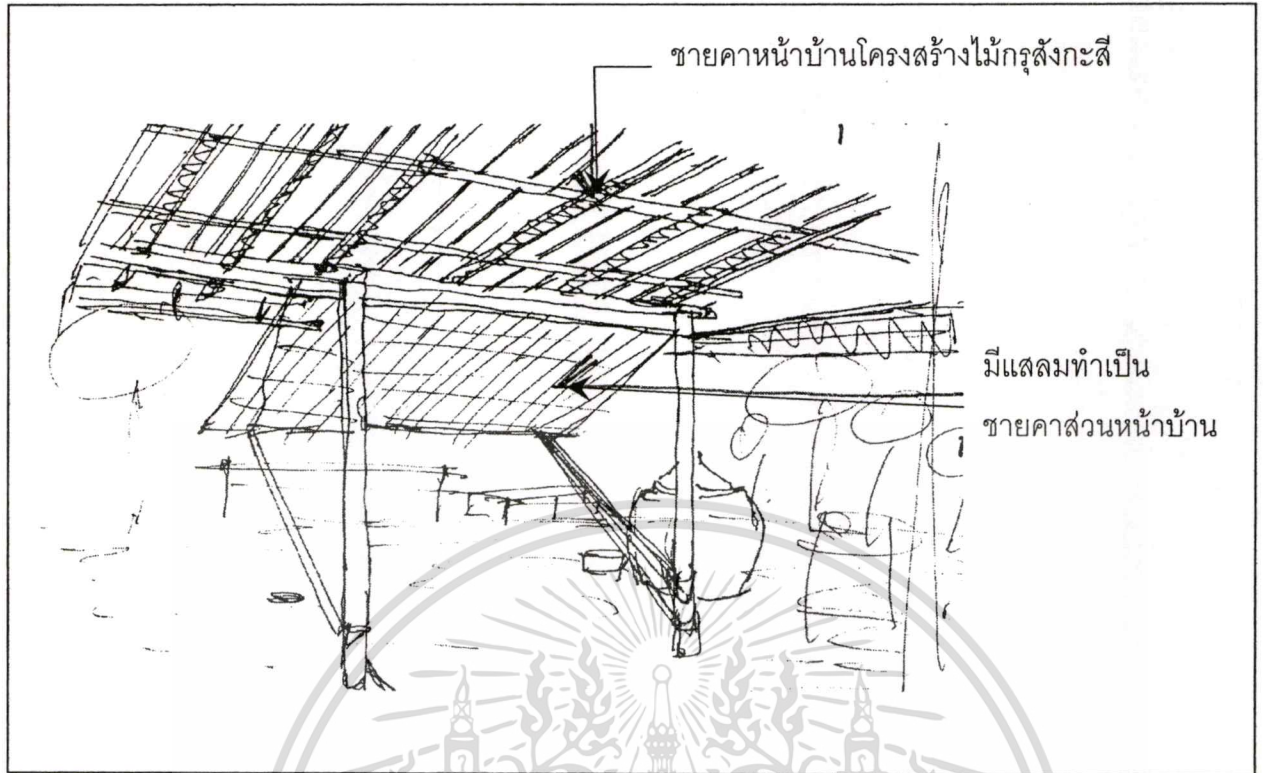 ชายคาหน้าบ้านโครงสร้างไม้กรุสังกะสี
มีแสลมทำเป็น
ชายคาส่วนหน้าบ้าน